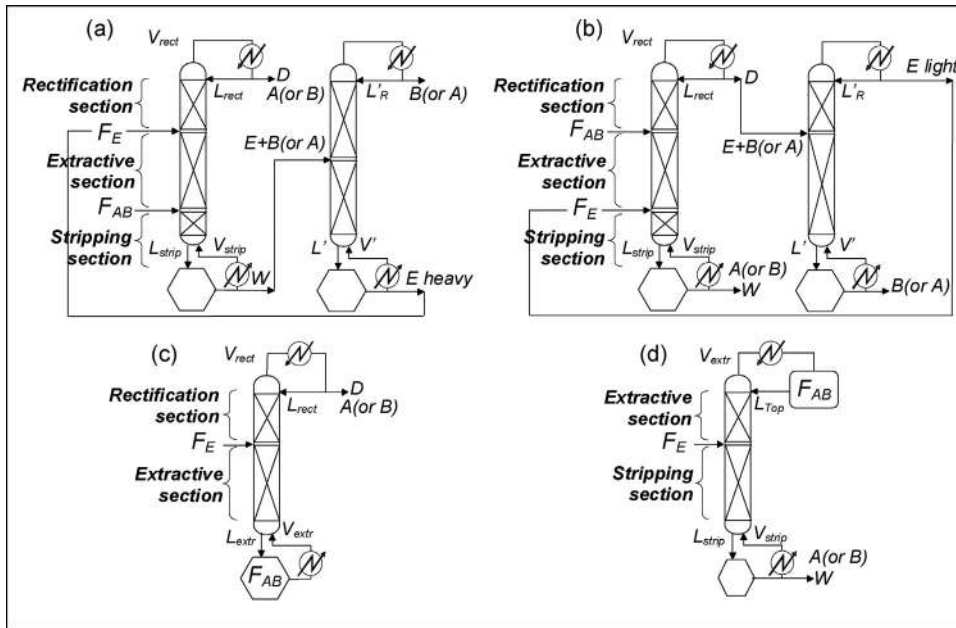 (a)
V_rect
Rectification
section
L_rect
D
A(or B)
L'_R
B(or A)
F_E
E+B(or A)
Extractive
section
F_AB
Stripping
section
L_strip
V_strip
W
L'
V'
E heavy
(b)
V_rect
E light
Rectification
section
L_rect
D
L'_R
F_AB
E+B(or A)
Extractive
section
F_E
Stripping
section
L_strip
V_strip
A(or B)
W
L'
V'
B(or A)
(c)
V_rect
Rectification
section
L_rect
D
A(or B)
F_E
Extractive
section
L_extr
V_extr
F_AB
(d)
V_extr
F_AB
Extractive
section
L_Top
F_E
Stripping
section
L_strip
V_strip
A(or B)
W